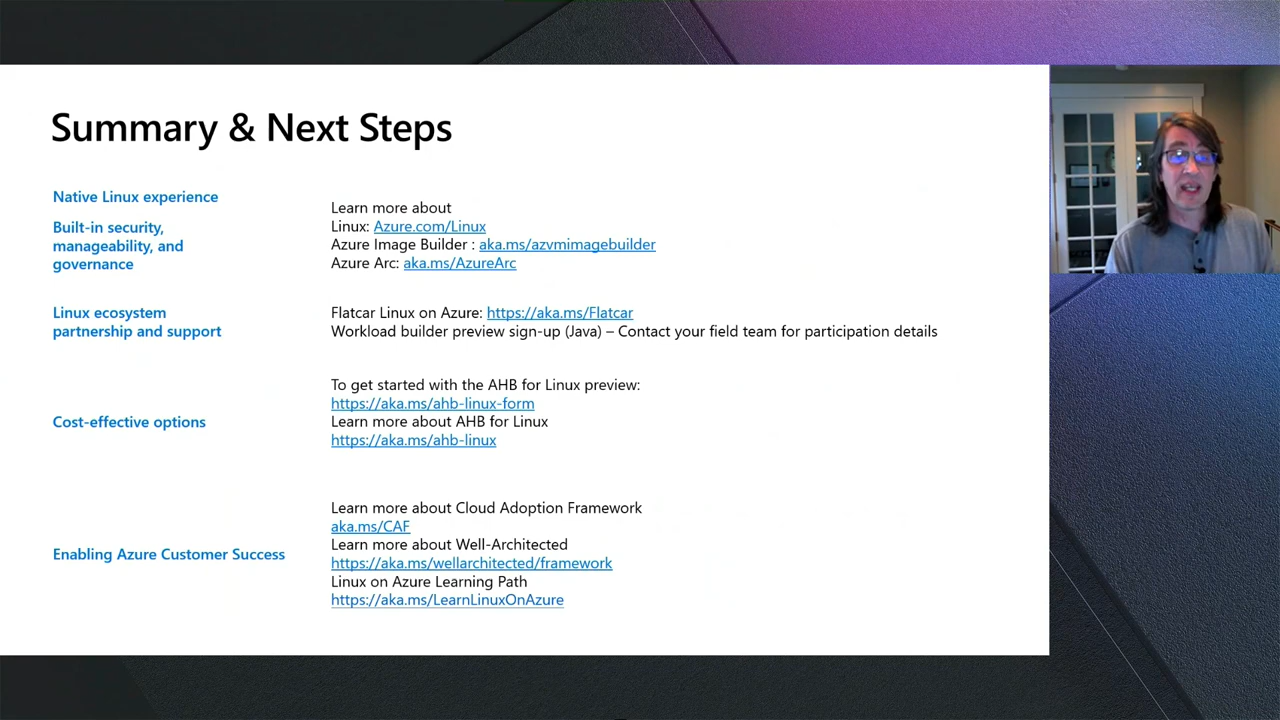 Summary & Next Steps
Native Linux experience
Built-in security,
manageability, and
governance
Learn more about
Linux: Azure.com/Linux
Azure Image Builder : aka.ms/azvmimagebuilder
Azure Arc: aka.ms/AzureArc
Linux ecosystem
partnership and support
Flatcar Linux on Azure: https://aka.ms/Flatcar
Workload builder preview sign-up (Java) – Contact your field team for participation details
Cost-effective options
To get started with the AHB for Linux preview:
https://aka.ms/ahb-linux-form
Learn more about AHB for Linux
https://aka.ms/ahb-linux
Enabling Azure Customer Success
Learn more about Cloud Adoption Framework
aka.ms/CAF
Learn more about Well-Architected
https://aka.ms/wellarchitected/framework
Linux on Azure Learning Path
https://aka.ms/LearnLinuxOnAzure